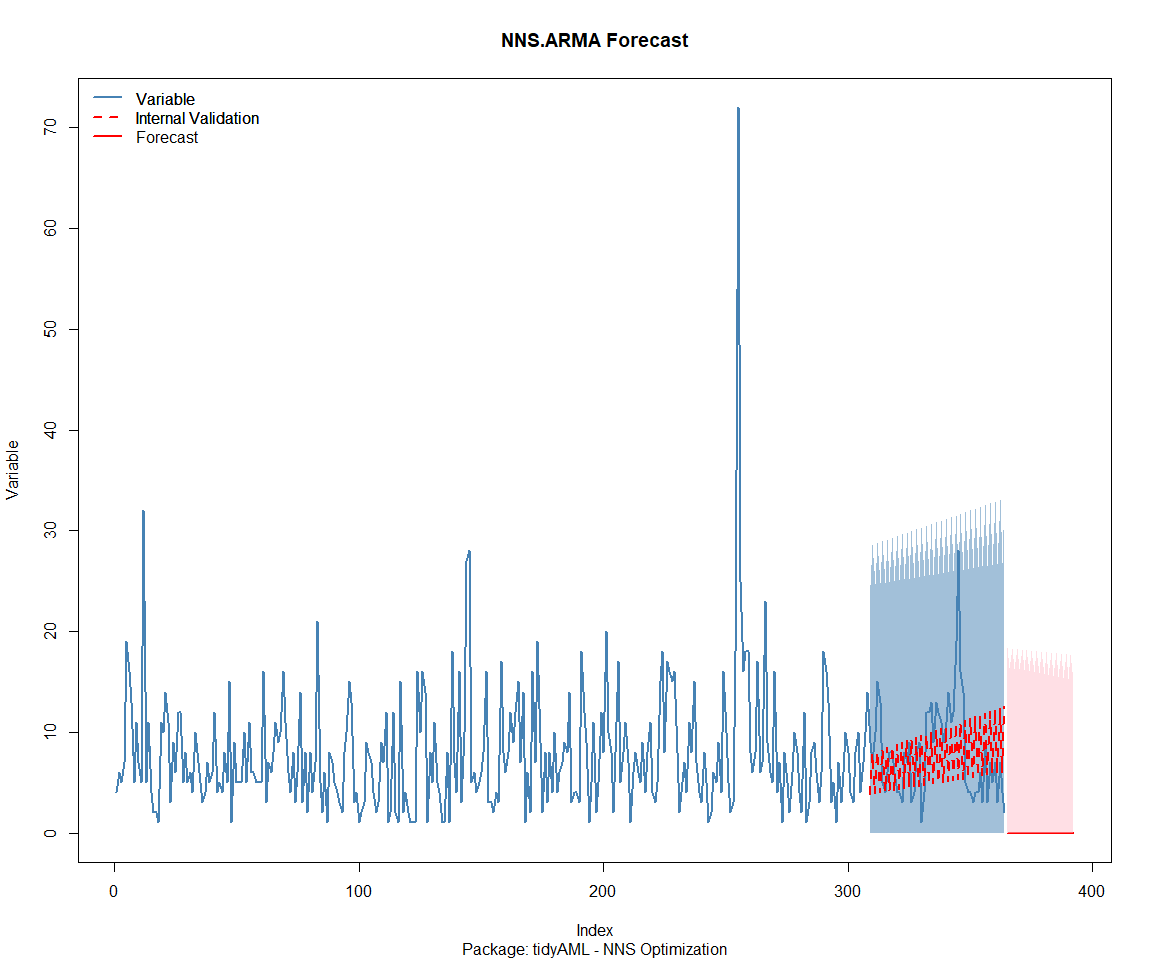 NNS.ARMA Forecast
Variable
Internal Validation
Forecast
Variable
70
60
50
40
30
20
10
0
0 100 200 300 400
Index
Package: tidyAML - NNS Optimization